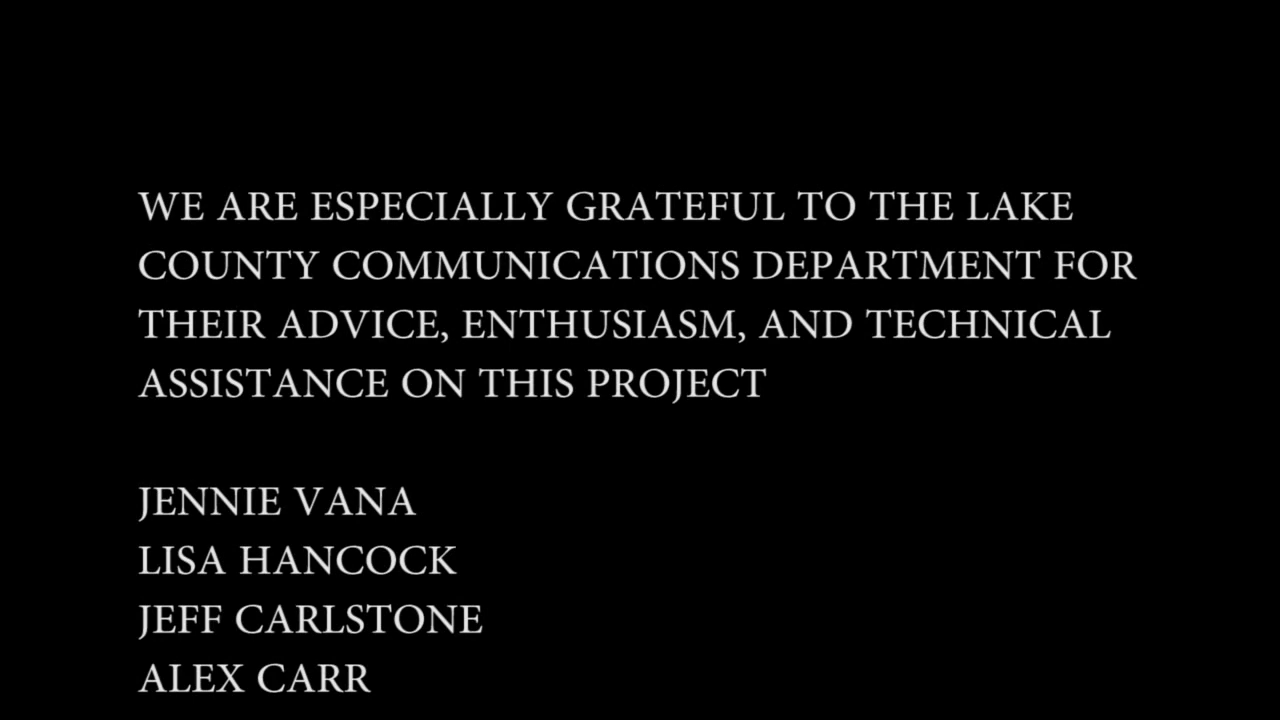 WE ARE ESPECIALLY GRATEFUL TO THE LAKE
COUNTY COMMUNICATIONS DEPARTMENT FOR
THEIR ADVICE, ENTHUSIASM, AND TECHNICAL
ASSISTANCE ON THIS PROJECT
JENNIE VANA
LISA HANCOCK
JEFF CARLSTONE
ALEX CARR